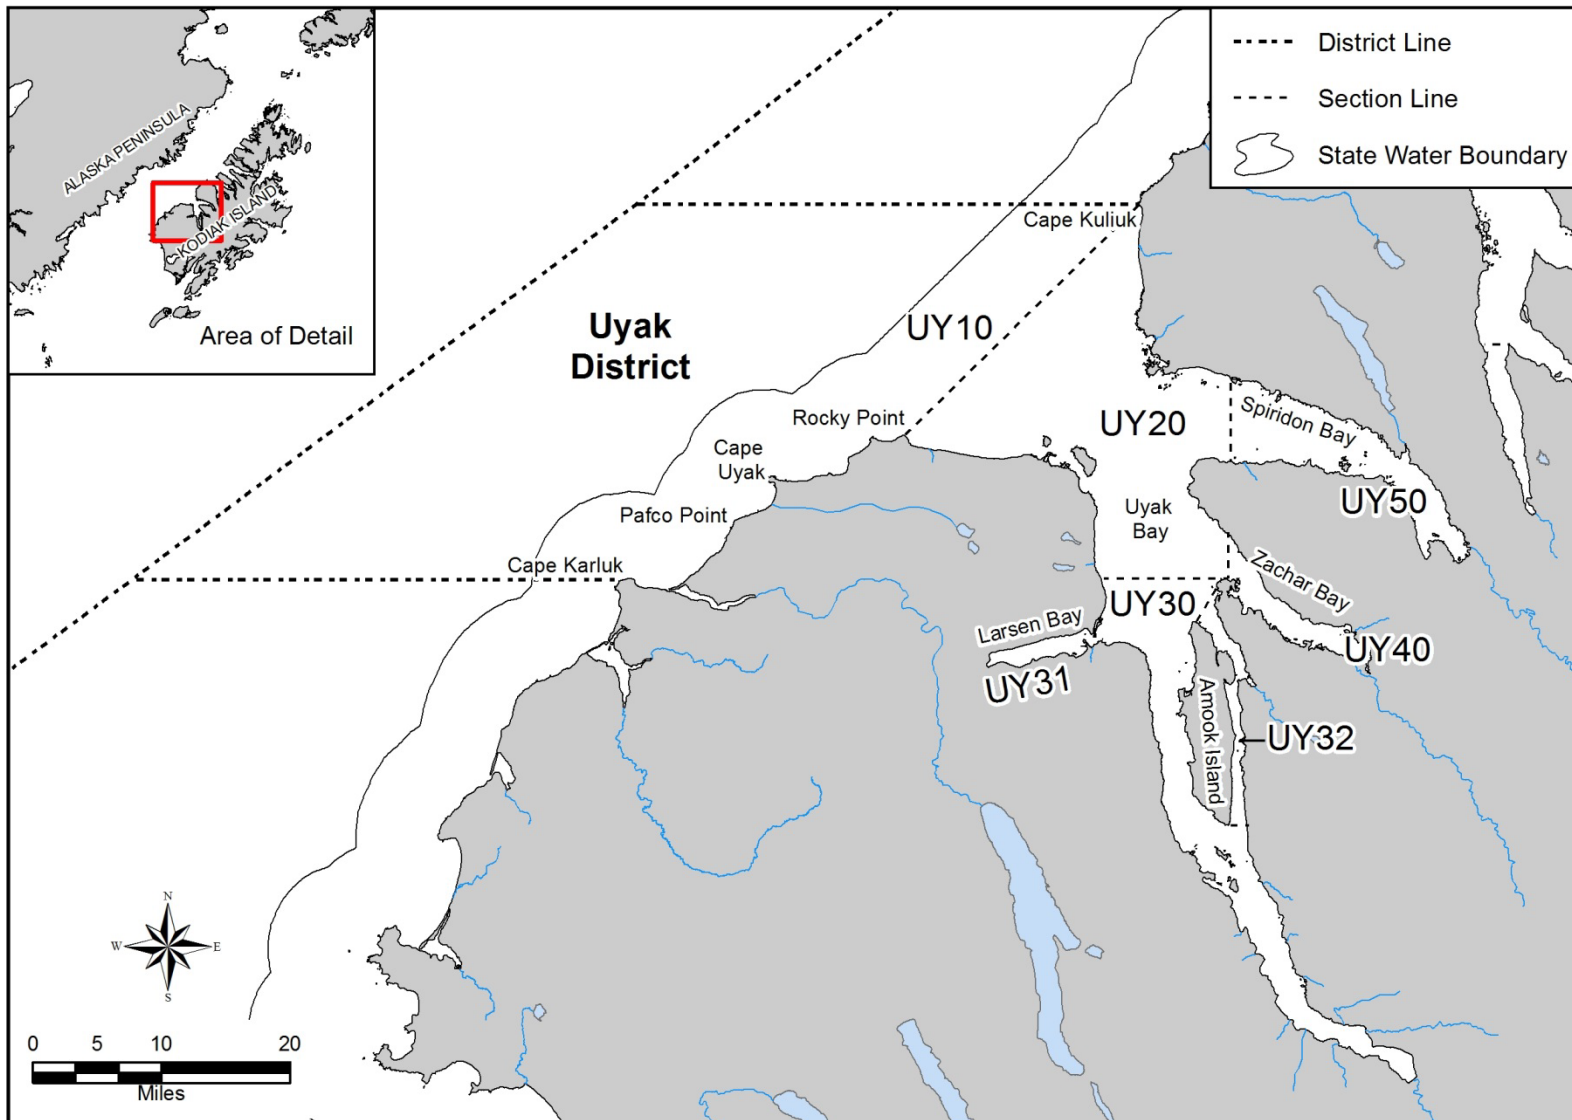 ALASKA PENINSULA
KODIAK ISLAND
Area of Detail
District Line
Section Line
State Water Boundary
Cape Kuliuk
Uyak
District
UY10
Rocky Point
UY20
Spiridon Bay
Cape
Uyak
UY50
Pafco Point
Uyak
Bay
Cape Karluk
Zachar Bay
UY30
Larsen Bay
UY40
UY31
Amook Island
UY32
N
W
E
S
0
5
10
20
Miles